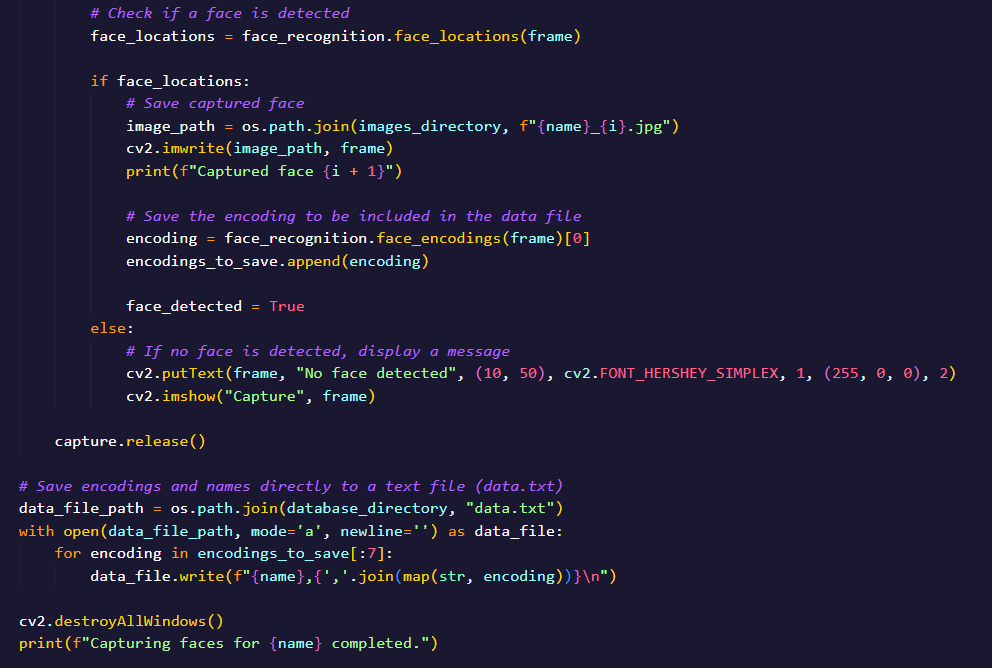 # Check if a face is detected
face_locations = face_recognition.face_locations(frame)
if face_locations:
# Save captured face
image_path = os.path.join(images_directory, f"{name}_{i}.jpg")
cv2.imwrite(image_path, frame)
print(f"Captured face {i + 1}")
# Save the encoding to be included in the data file
encoding = face_recognition.face_encodings(frame)[0]
encodings_to_save.append(encoding)
face_detected = True
else:
# If no face is detected, display a message
cv2.putText(frame, "No face detected", (10, 50), cv2.FONT_HERSHEY_SIMPLEX, 1, (255, 0, 0), 2)
cv2.imshow("Capture", frame)
capture.release()
# Save encodings and names directly to a text file (data.txt)
data_file_path = os.path.join(database_directory, "data.txt")
with open(data_file_path, mode='a', newline='') as data_file:
for encoding in encodings_to_save[:7]:
data_file.write(f"{name},{','.join(map(str, encoding))}\n")
cv2.destroyAllWindows()
print(f"Capturing faces for {name} completed.")